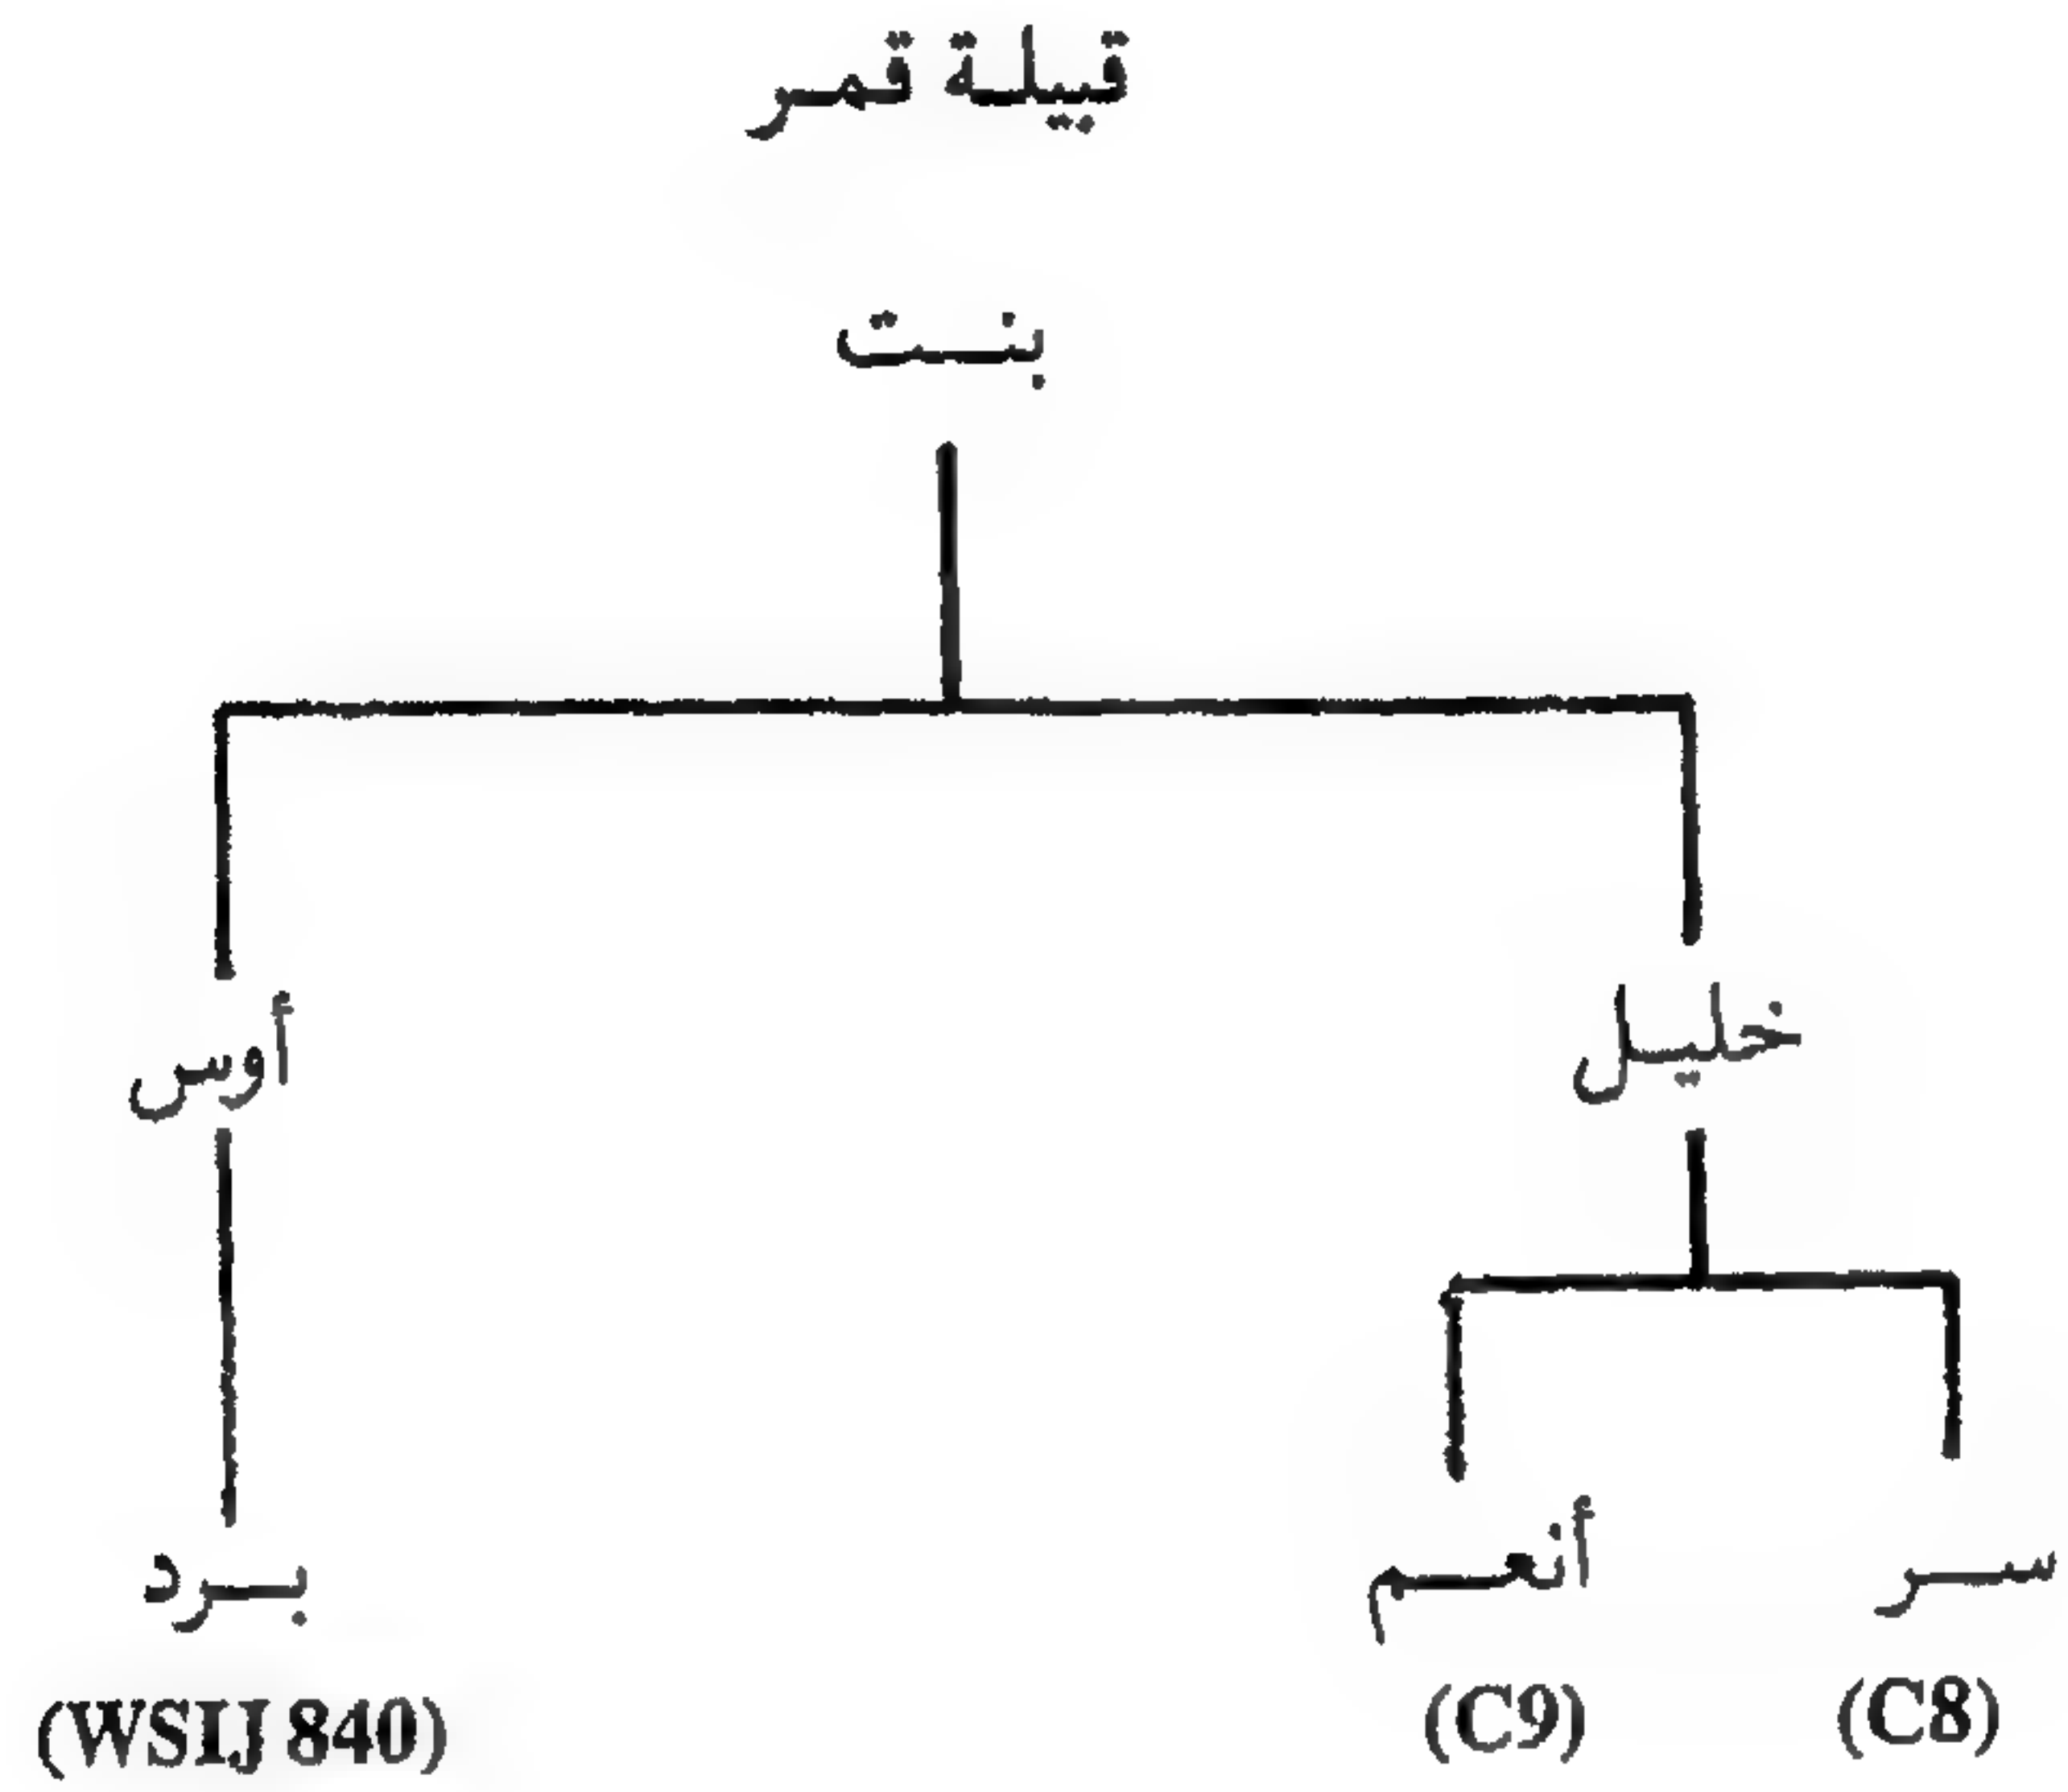 قبيلة قمر
بنت
خليل
أوس
سر
أنعم
برد
(C8)
(C9)
(WSIJ 840)